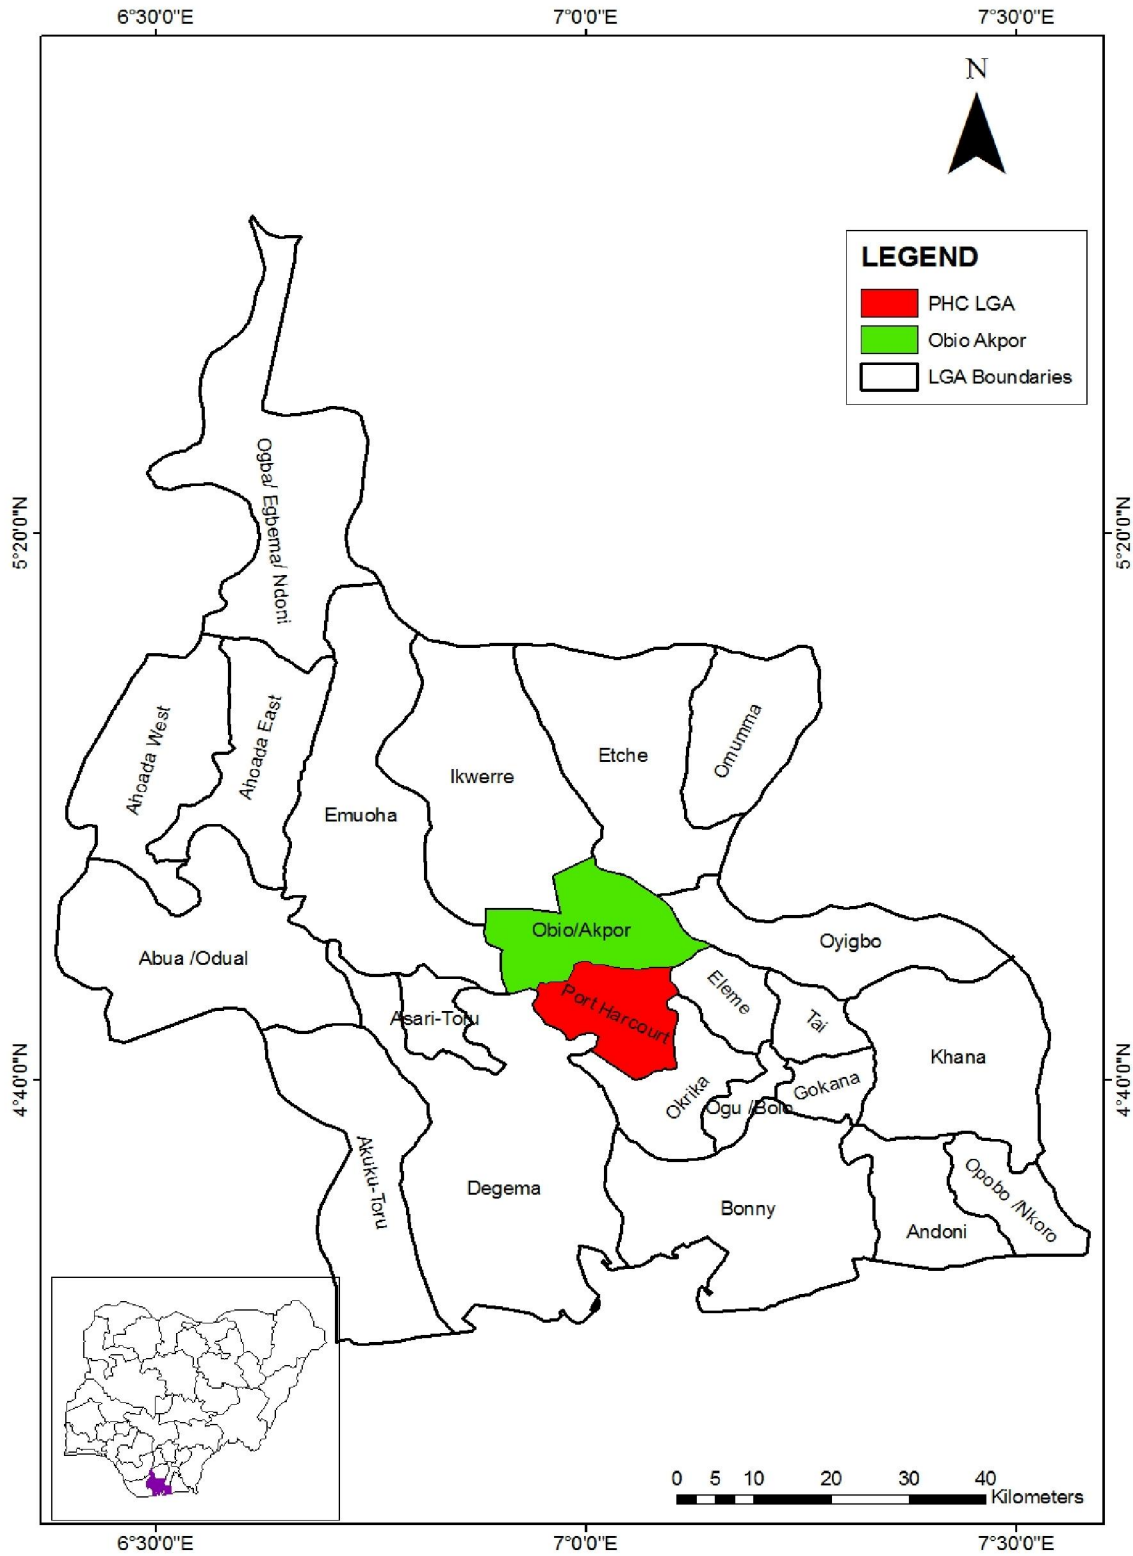 6°30'0"E
7°0'0"E
7°30'0"E
N
LEGEND
PHC LGA
Obio Akpor
LGA Boundaries
5°20'0"N
5°20'0"N
Ogba/ Egbema/ Ndoni
Ahoada West
Ahoada East
Emuoha
Ikwerre
Etche
Omumma
Obio/Akpor
Oyigbo
Abua /Odual
Asari-Toru
Port Harcourt
Eleme
Tai
Khana
4°40'0"N
4°40'0"N
Okrika
Ogu /Bolo
Gokana
Akuku-Toru
Degema
Bonny
Andoni
Opobo /Nkoro
0 5 10 20 30 40
Kilometers
6°30'0"E
7°0'0"E
7°30'0"E